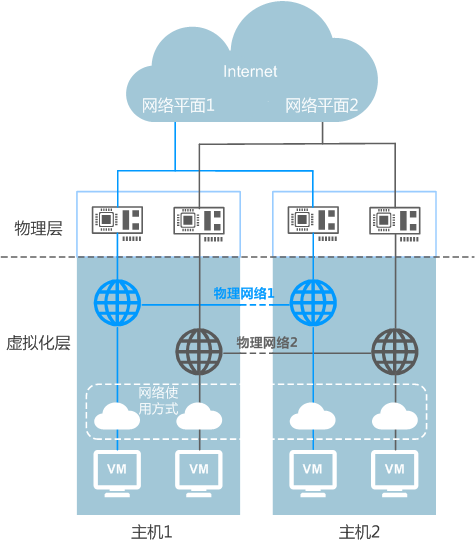 Internet
网络平面1
网络平面2
物理层
物理网络1
虚拟化层
物理网络2
网络使
用方式
VM
VM
VM
VM
主机1
主机2